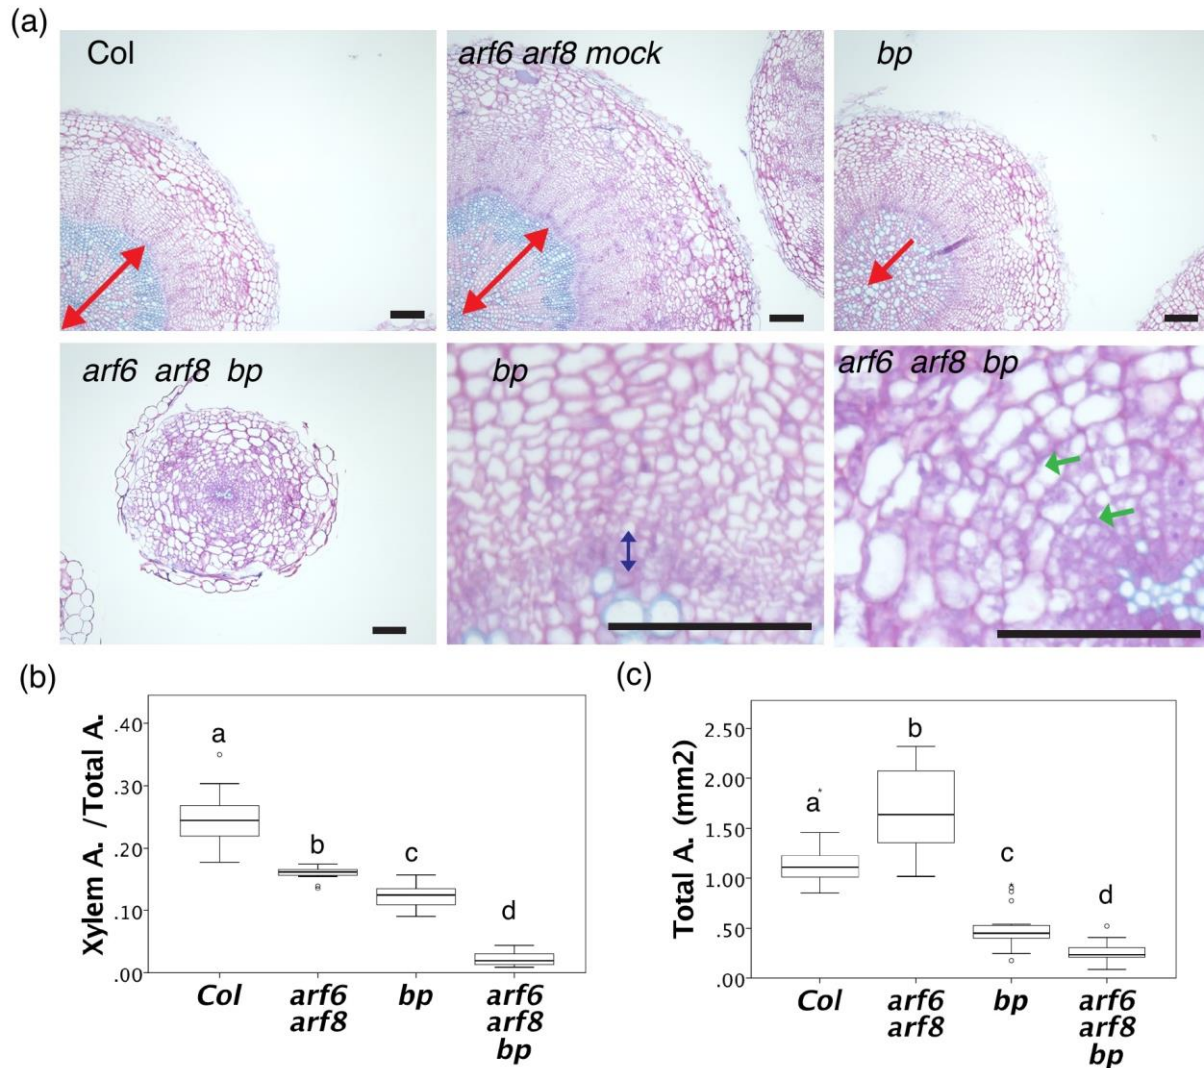 (a)
Col
arf6 arf8 mock
bp
arf6 arf8 bp
bp
arf6 arf8 bp
(b)
Xylem A. /Total A.
.40
.30
.20
.10
.00
a
b
c
d
Col
arf6
arf8
bp
arf6
arf8
bp
(c)
Total A. (mm2)
2.50
2.00
1.50
1.00
.50
.00
a
b
c
d
Col
arf6
arf8
bp
arf6
arf8
bp